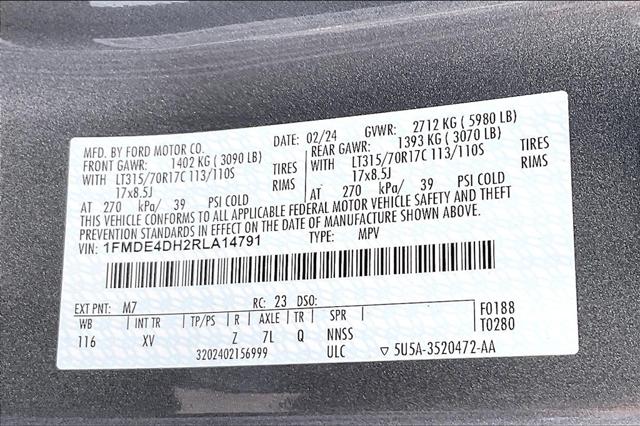 MFD. BY FORD MOTOR CO. DATE: 02/24 GVWR: 2712 KG ( 5980 LB)
FRONT GAWR: 1402 KG ( 3090 LB) REAR GAWR: 1393 KG ( 3070 LB)
WITH LT315/70R17C 113/110S TIRES WITH LT315/70R17C 113/110S TIRES
17x8.5J RIMS 17x8.5J RIMS
AT 270 kPa/ 39 PSI COLD AT 270 kPa/ 39 PSI COLD
THIS VEHICLE CONFORMS TO ALL APPLICABLE FEDERAL MOTOR VEHICLE SAFETY AND THEFT
PREVENTION STANDARDS IN EFFECT ON THE DATE OF MANUFACTURE SHOWN ABOVE.
VIN: 1FMDE4DH2RLA14791 TYPE: MPV
EXT PNT: M7 RC: 23 DSO: F0188
WB INT TR TP/PS R AXLE TR SPR T0280
116 XV Z 7L Q NNSS
3202402156999 ULC ▽ 5U5A-3520472-AA